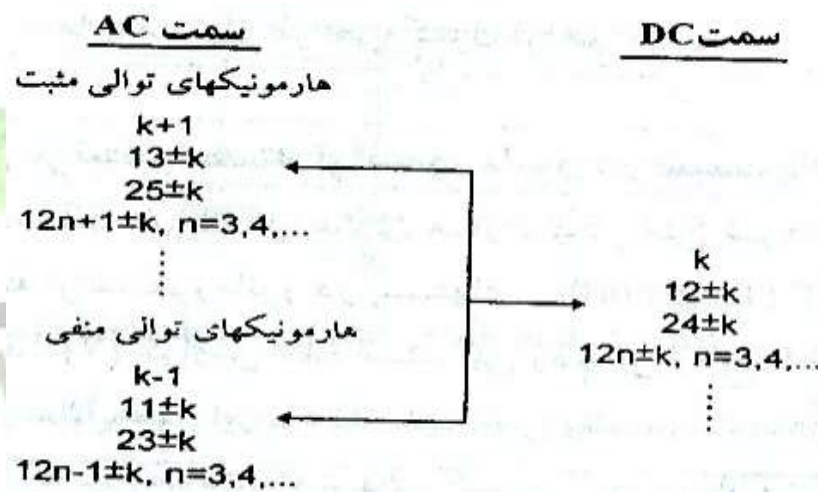 سمت AC
هارمونیکهای توالی مثبت
k+1
13±k
25±k
12n+1±k, n=3,4,...
هارمونیکهای توالی منفی
k-1
11±k
23±k
12n-1±k, n=3,4,...
سمت DC
k
12±k
24±k
12n±k, n=3,4,...